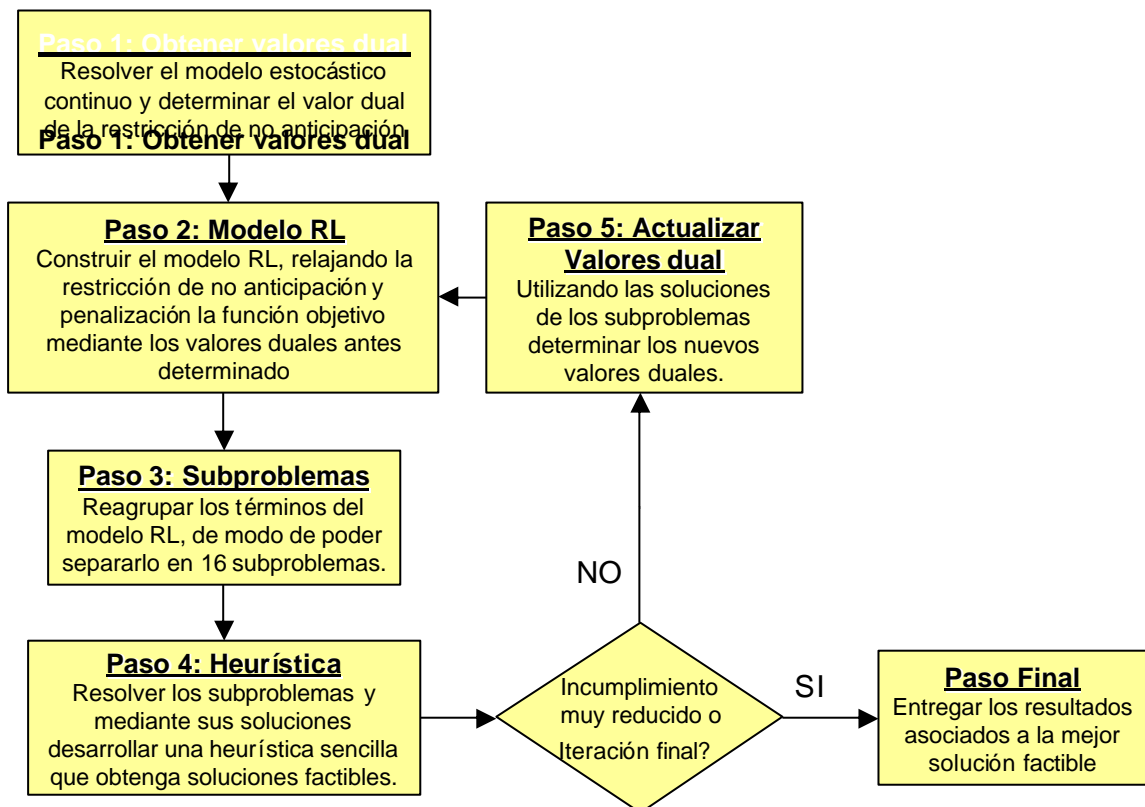 Paso 1: Obtener valores dual
Resolver el modelo estocástico
continuo y determinar el valor dual
de la restricción de no anticipación
Paso 1: Obtener valores dual
Paso 2: Modelo RL
Construir el modelo RL, relajando la
restricción de no anticipación y
penalización la función objetivo
mediante los valores duales antes
determinado
Paso 5: Actualizar
Valores dual
Utilizando las soluciones
de los subproblemas
determinar los nuevos
valores duales.
Paso 3: Subproblemas
Reagrupar los términos del
modelo RL, de modo de poder
separarlo en 16 subproblemas.
NO
Paso 4: Heurística
Resolver los subproblemas y
mediante sus soluciones
desarrollar una heurística sencilla
que obtenga soluciones factibles.
Incumplimiento
muy reducido o
Iteración final?
SI
Paso Final
Entregar los resultados
asociados a la mejor
solución factible